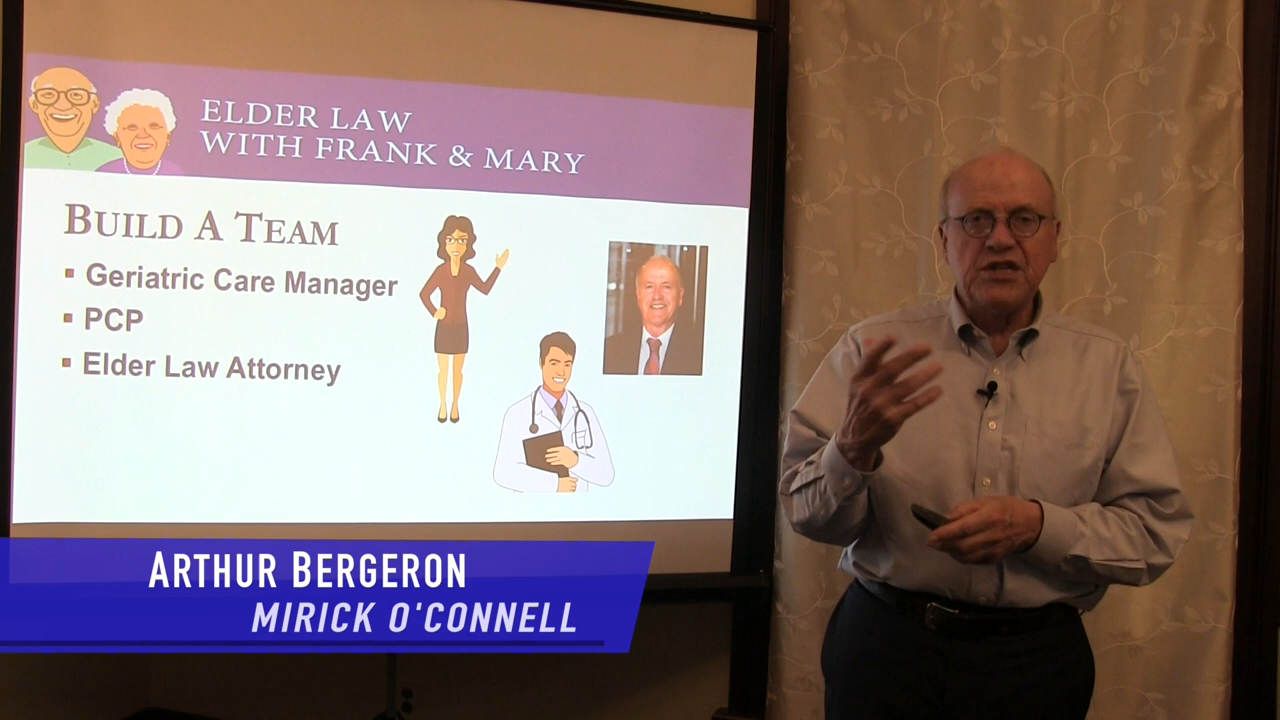 ELDER LAW
WITH FRANK & MARY
BUILD A TEAM
▪ Geriatric Care Manager
▪ PCP
▪ Elder Law Attorney
ARTHUR BERGERON
MIRICK O'CONNELL